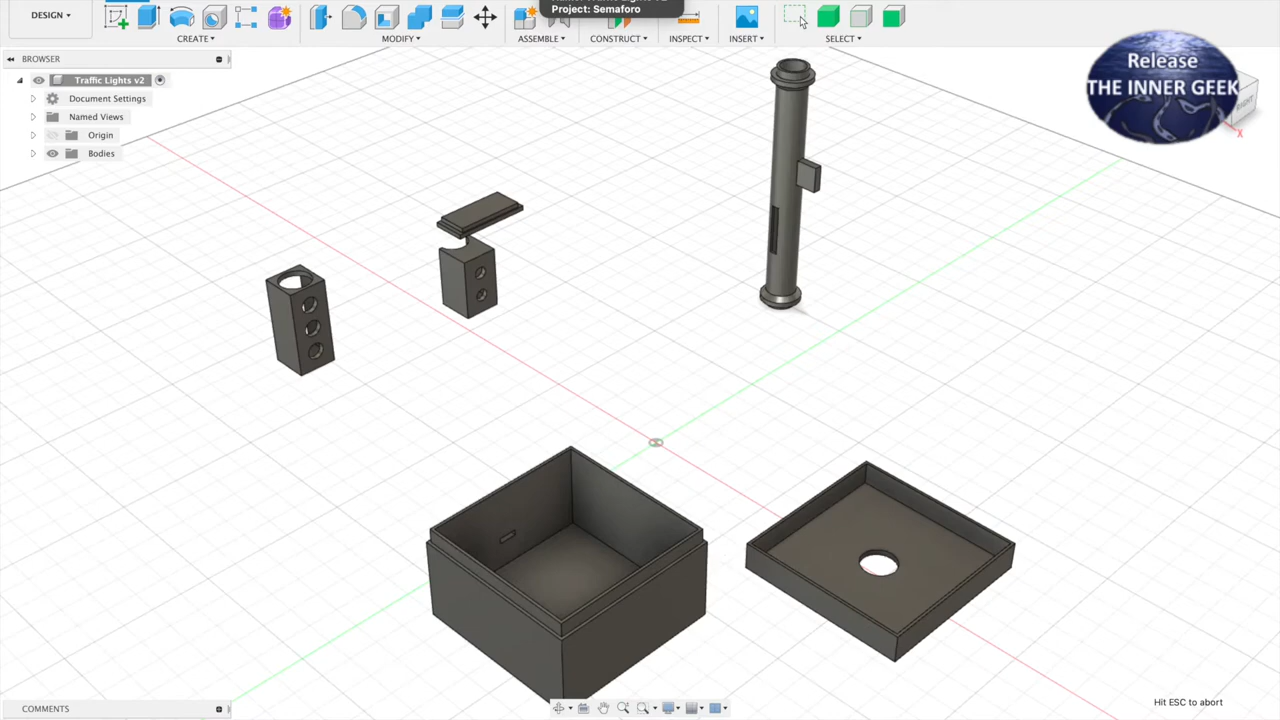 Project: Semaforo
DESIGN
CREATE
MODIFY
ASSEMBLE
CONSTRUCT
INSPECT
INSERT
SELECT
BROWSER
Traffic Lights v2
Document Settings
Named Views
Origin
Bodies
Release
THE INNER GEEK
RIGHT
X
COMMENTS
Hit ESC to abort